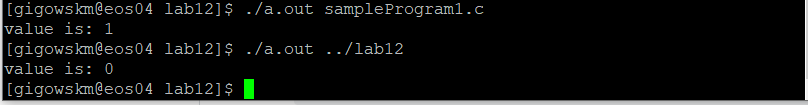 [gigowskm@eos04 lab12]$ ./a.out sampleProgram1.c
value is: 1
[gigowskm@eos04 lab12]$ ./a.out ../lab12
value is: 0
[gigowskm@eos04 lab12]$